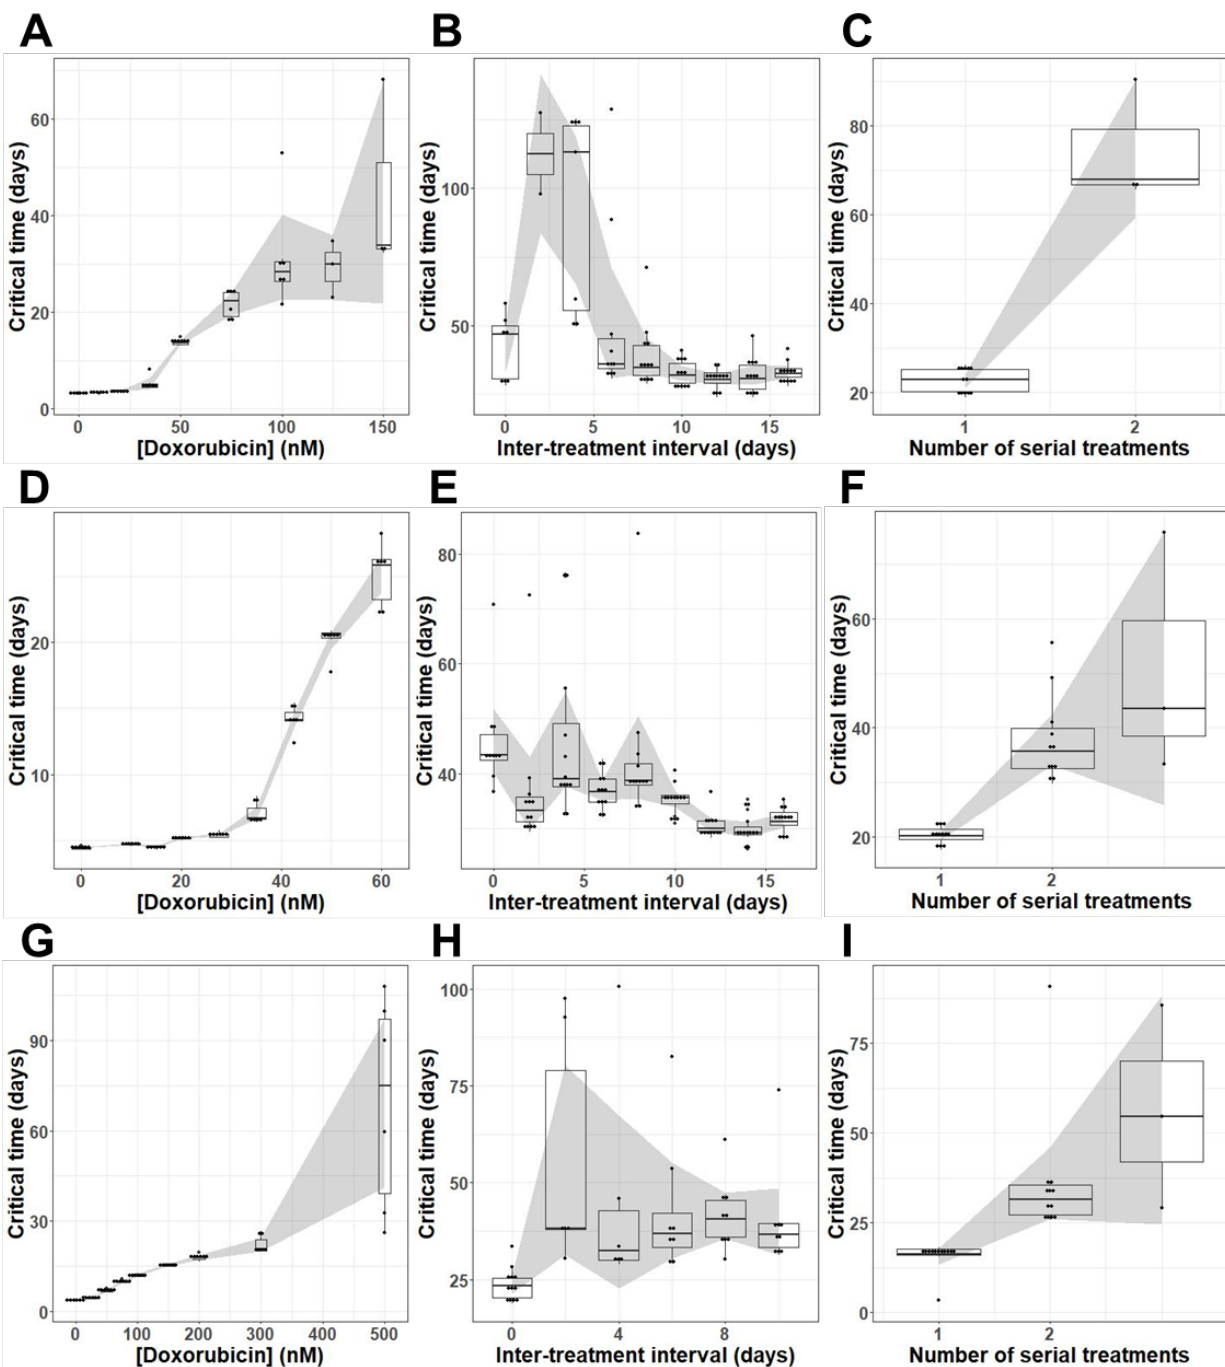 A
B
C
60
40
20
0
0
50
100
150
Critical time (days)
[Doxorubicin] (nM)
100
50
0
5
10
15
Critical time (days)
Inter-treatment interval (days)
80
60
40
20
1
2
Critical time (days)
Number of serial treatments
D
E
F
20
10
0
20
40
60
Critical time (days)
[Doxorubicin] (nM)
80
60
40
0
5
10
15
Critical time (days)
Inter-treatment interval (days)
60
40
20
1
2
Critical time (days)
Number of serial treatments
G
H
I
90
60
30
0
0
100
200
300
400
500
Critical time (days)
[Doxorubicin] (nM)
100
75
50
25
0
4
8
Critical time (days)
Inter-treatment interval (days)
75
50
25
0
1
2
Critical time (days)
Number of serial treatments